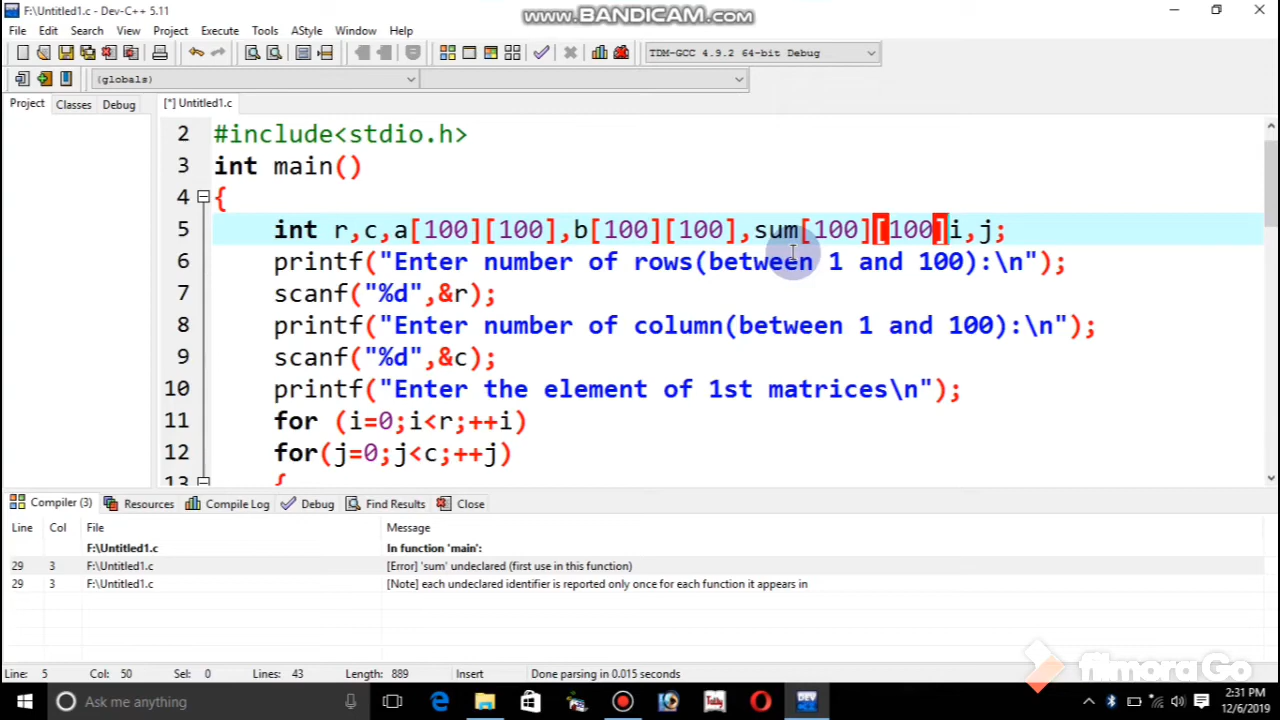 F:\Untitled1.c - Dev-C++ 5.11
www.BANDICAM.com
File Edit Search View Project Execute Tools AStyle Window Help
TDM-GCC 4.9.2 64-bit Debug
(globals)
Project Classes Debug [*] Untitled1.c
2 #include<stdio.h>
3 int main()
4 {
5 int r,c,a[100][100],b[100][100],sum[100][100]i,j;
6 printf("Enter number of rows(between 1 and 100):\n");
7 scanf("%d",&r);
8 printf("Enter number of column(between 1 and 100):\n");
9 scanf("%d",&c);
10 printf("Enter the element of 1st matrices\n");
11 for (i=0;i<r;++i)
12 for(j=0;j<c;++j)
13 {
Compiler (3) Resources Compile Log Debug Find Results Close
Line Col File Message
F:\Untitled1.c In function 'main':
29 3 F:\Untitled1.c [Error] 'sum' undeclared (first use in this function)
29 3 F:\Untitled1.c [Note] each undeclared identifier is reported only once for each function it appears in
filmora Go
Line: 5 Col: 50 Sel: 0 Lines: 43 Length: 889 Insert Done parsing in 0.015 seconds
Ask me anything
DEV
2:31 PM
12/6/2019